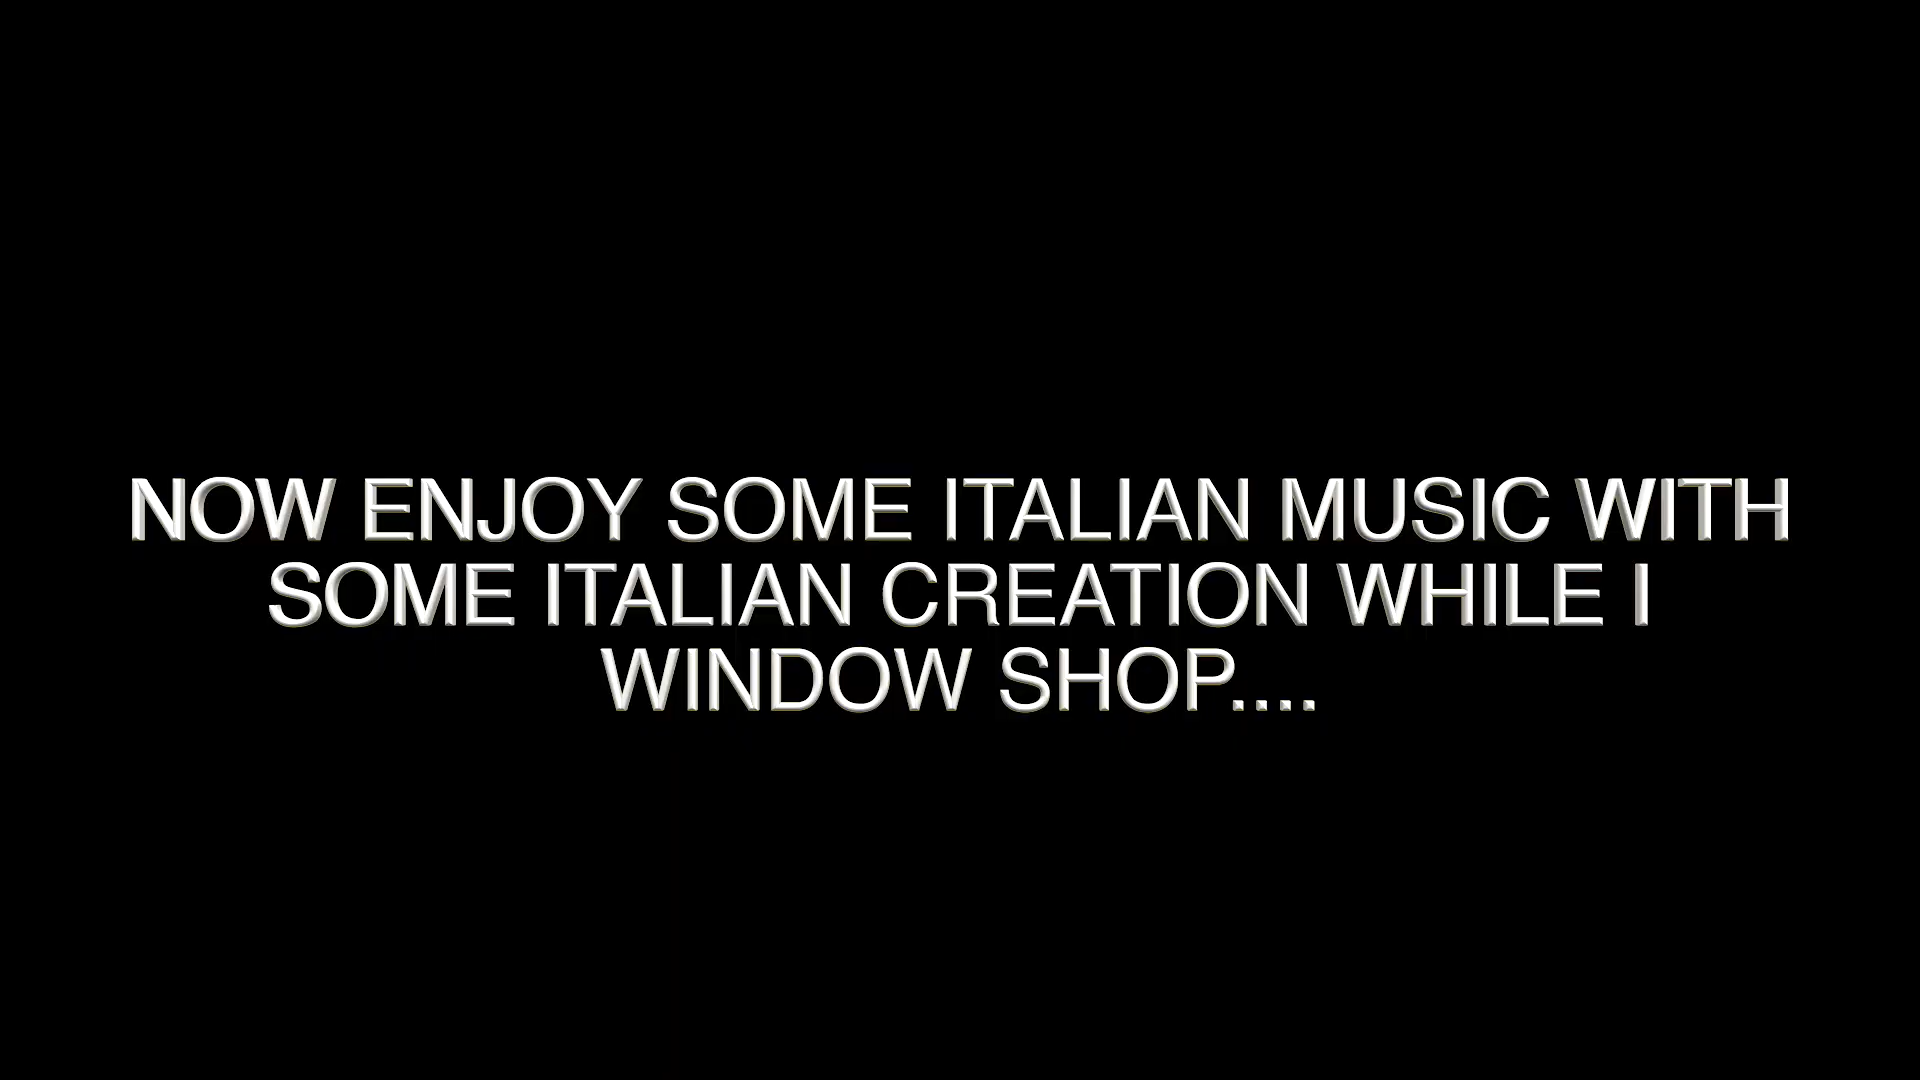 NOW ENJOY SOME ITALIAN MUSIC WITH
SOME ITALIAN CREATION WHILE I
WINDOW SHOP....